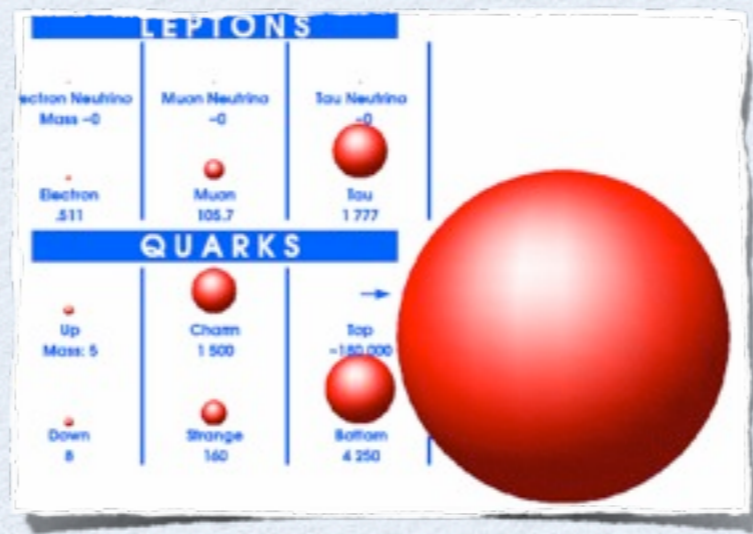 LEPTONS
ectron Neutrino Muon Neutrino Tau Neutrino
Mass ~0 ~0 ~0
Electron Muon Tau
.511 105.7 1 777
QUARKS
Up Charm Top
Mass: 5 1 500 ~180 000
Down Strange Bottom
8 160 4 250